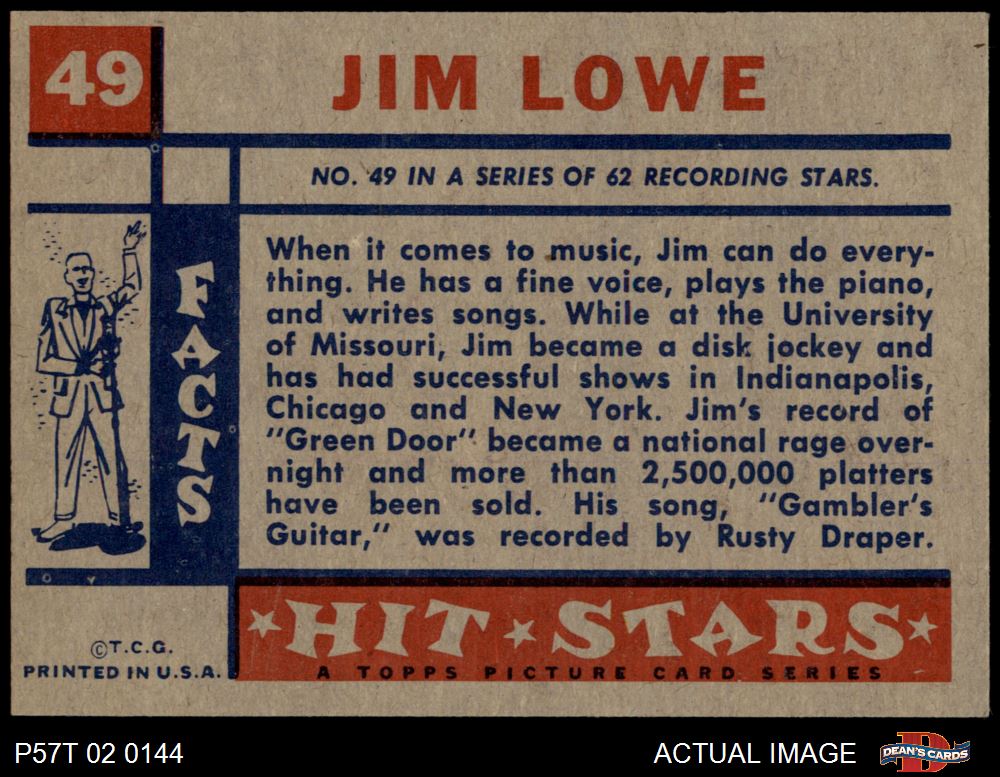 49
JIM LOWE
NO. 49 IN A SERIES OF 62 RECORDING STARS.
FACTS
When it comes to music, Jim can do every-
thing. He has a fine voice, plays the piano,
and writes songs. While at the University
of Missouri, Jim became a disk jockey and
has had successful shows in Indianapolis,
Chicago and New York. Jim's record of
"Green Door" became a national rage over-
night and more than 2,500,000 platters
have been sold. His song, "Gambler's
Guitar," was recorded by Rusty Draper.
HIT STARS
A TOPPS PICTURE CARD SERIES
©T.C.G.
PRINTED IN U.S.A.
P57T 02 0144
ACTUAL IMAGE
D
DEAN'S CARDS